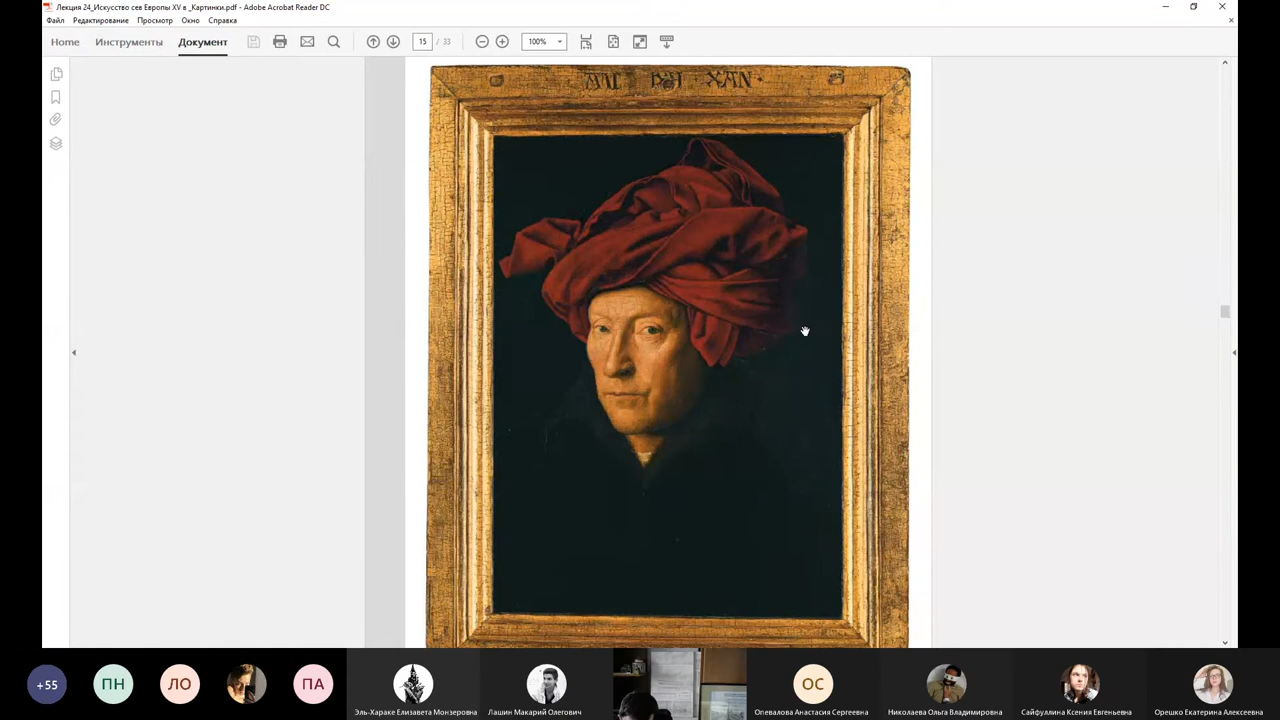 Лекция 24_Искусство сев Европы XV в _Картинки.pdf - Adobe Acrobat Reader DC
Файл Редактирование Просмотр Окно Справка
Home Инструменты Документ 15 / 33 100%
+55 ПН ЛО ПА ОС
Эль-Хараке Елизавета Монзеровна Лашин Макарий Олегович Опевалова Анастасия Сергеевна Николаева Ольга Владимировна Сайфуллина Ксения Евгеньевна Орешко Екатерина Алексеевна